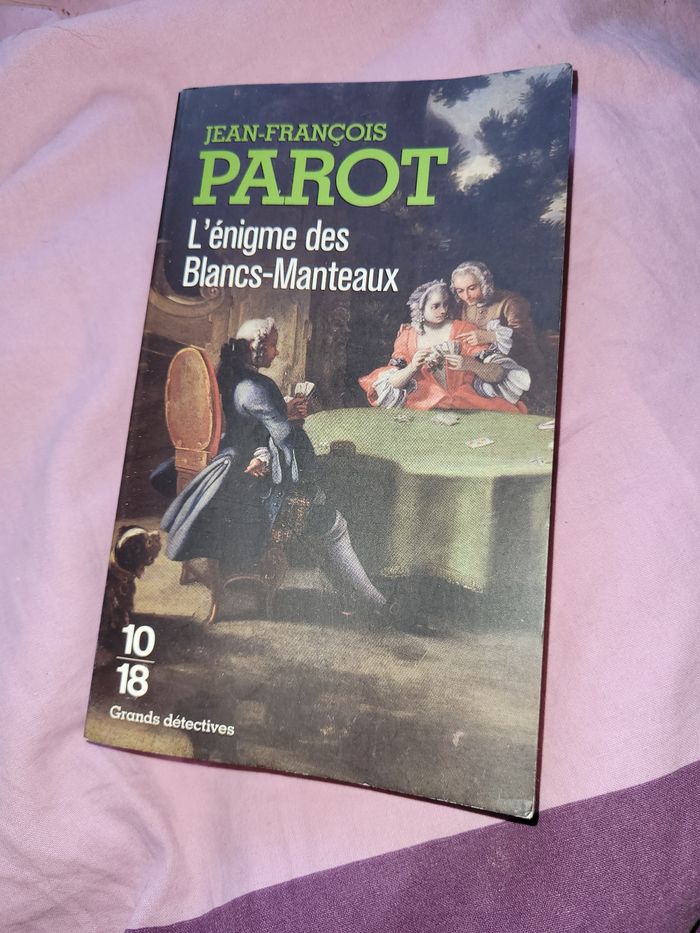 JEAN-FRANÇOIS
PAROT
L'énigme des
Blancs-Manteaux
10
18
Grands détectives